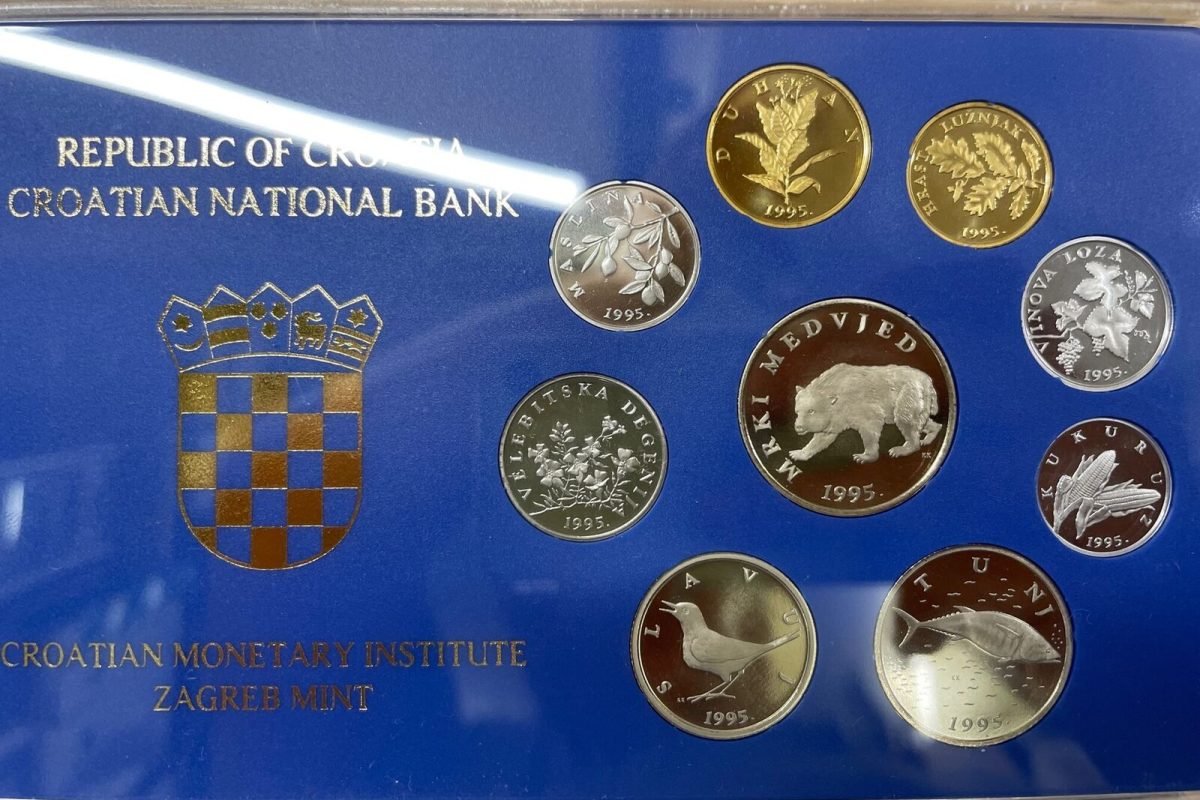 REPUBLIC OF CROATIA
CROATIAN NATIONAL BANK
CROATIAN MONETARY INSTITUTE
ZAGREB MINT
DUHAN
1995.
HRAST LUŽNJAK
1995.
MASLINA
1995.
VINOVA LOZA
1995.
MRKI MEDVJED
1995.
VELEBITSKA DEGENIJA
1995.
KUKURUZ
1995.
SLAVUJ
1995.
TUNJ
1995.